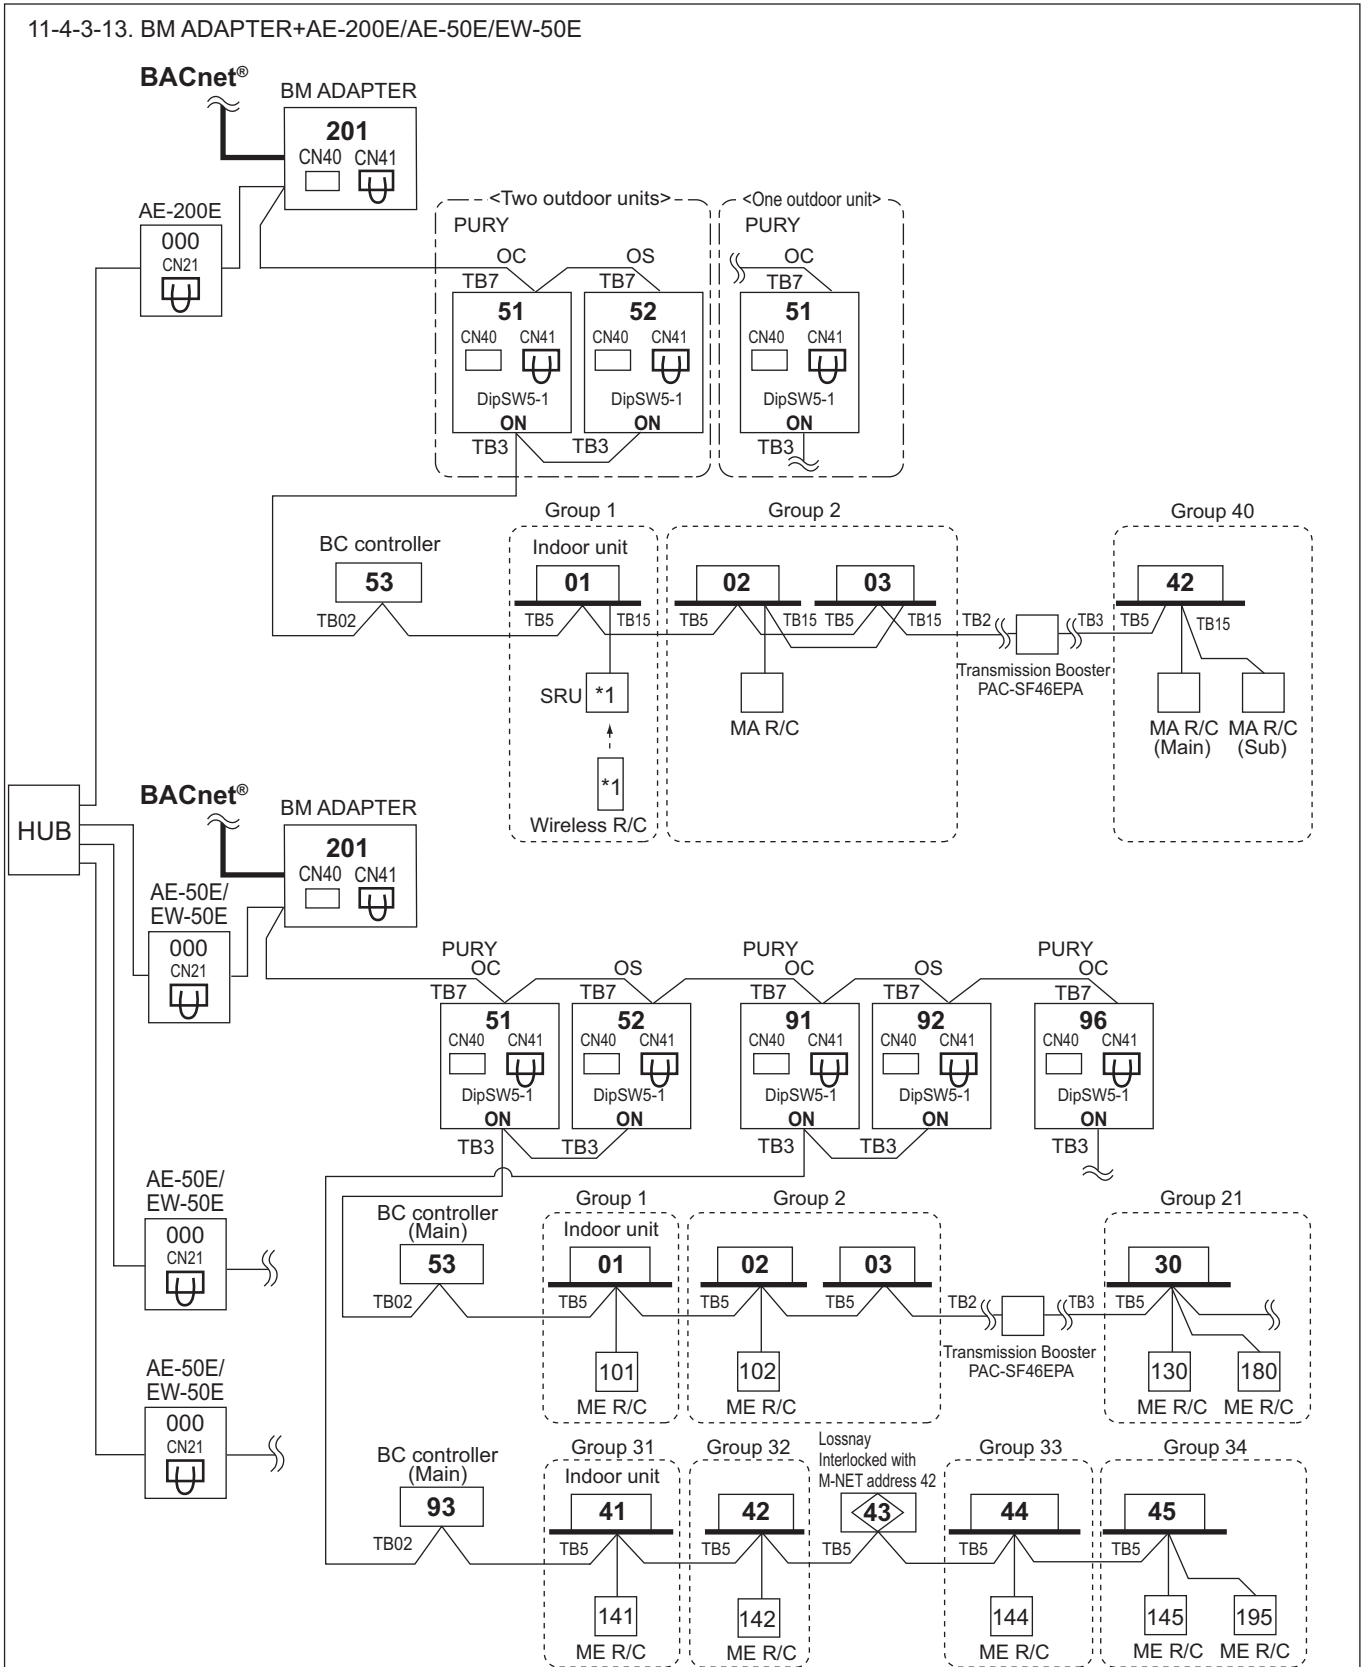 11-4-3-13. BM ADAPTER+AE-200E/AE-50E/EW-50E
BACnet®
BM ADAPTER
201
CN40 CN41
AE-200E
000
CN21
<Two outdoor units>
<One outdoor unit>
PURY
PURY
OC
OS
OC
TB7
TB7
TB7
51
52
51
CN40 CN41
CN40 CN41
CN40 CN41
DipSW5-1
DipSW5-1
DipSW5-1
ON
ON
ON
TB3
TB3
TB3
Group 1
Group 2
Group 40
BC controller
Indoor unit
53
01
02
03
42
TB02
TB5
TB15
TB5
TB15
TB5
TB15
TB2
TB3
TB5
TB15
Transmission Booster
PAC-SF46EPA
SRU
*1
MA R/C
MA R/C
(Main)
MA R/C
(Sub)
*1
Wireless R/C
HUB
BACnet®
BM ADAPTER
201
CN40 CN41
AE-50E/
EW-50E
000
CN21
PURY
PURY
PURY
OC
OS
OC
OS
OC
TB7
TB7
TB7
TB7
TB7
51
52
91
92
96
CN40 CN41
CN40 CN41
CN40 CN41
CN40 CN41
CN40 CN41
DipSW5-1
DipSW5-1
DipSW5-1
DipSW5-1
DipSW5-1
ON
ON
ON
ON
ON
TB3
TB3
TB3
TB3
TB3
AE-50E/
EW-50E
000
CN21
Group 1
Group 2
Group 21
BC controller
(Main)
Indoor unit
53
01
02
03
30
TB02
TB5
TB5
TB5
TB2
TB3
TB5
Transmission Booster
PAC-SF46EPA
101
102
130
180
ME R/C
ME R/C
ME R/C
ME R/C
AE-50E/
EW-50E
000
CN21
Group 31
Group 32
Lossnay
Interlocked with
M-NET address 42
Group 33
Group 34
BC controller
(Main)
Indoor unit
93
41
42
43
44
45
TB02
TB5
TB5
TB5
TB5
TB5
141
142
144
145
195
ME R/C
ME R/C
ME R/C
ME R/C
ME R/C